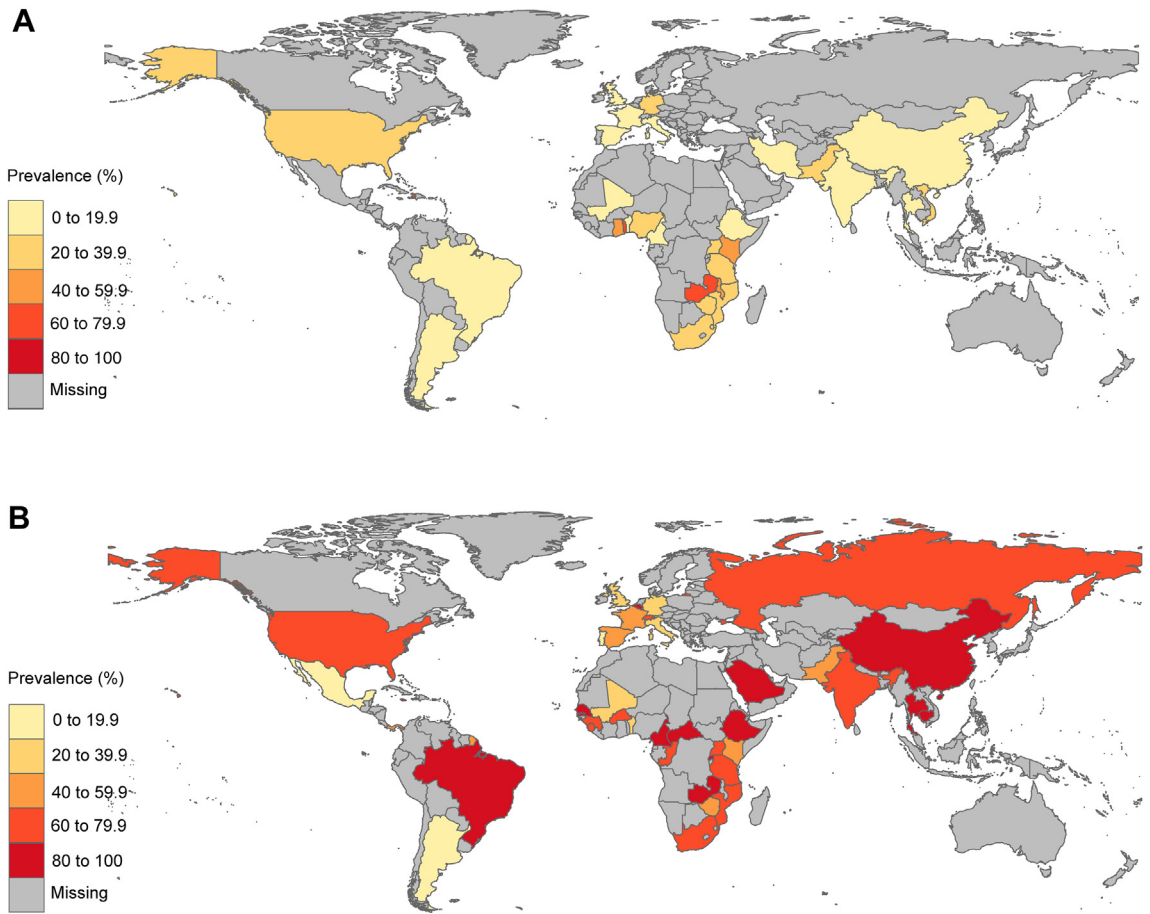 A
Prevalence (%)
0 to 19.9
20 to 39.9
40 to 59.9
60 to 79.9
80 to 100
Missing
B
Prevalence (%)
0 to 19.9
20 to 39.9
40 to 59.9
60 to 79.9
80 to 100
Missing